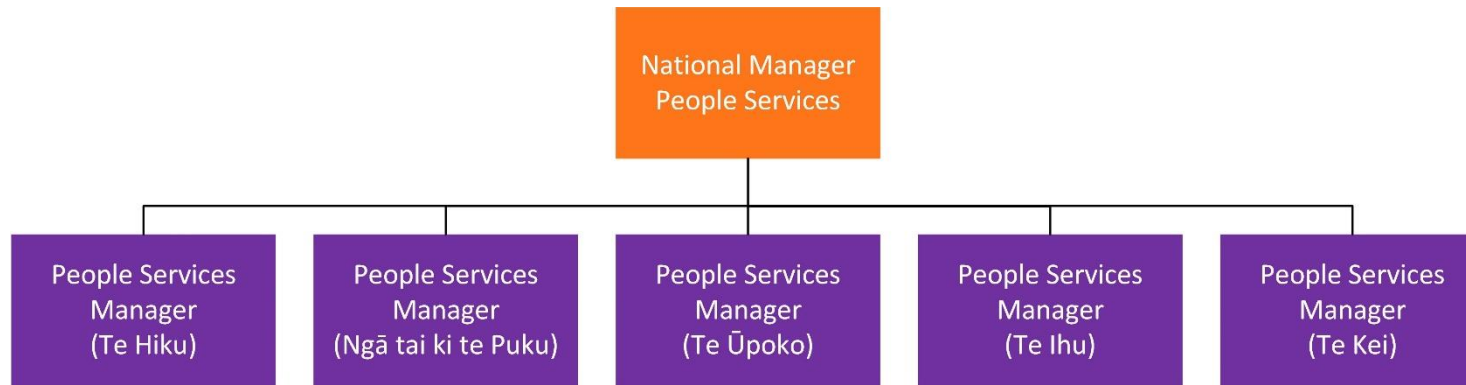 National Manager
People Services
People Services
Manager
(Te Hiku)
People Services
Manager
(Ngā tai ki te Puku)
People Services
Manager
(Te Ūpoko)
People Services
Manager
(Te Ihu)
People Services
Manager
(Te Kei)